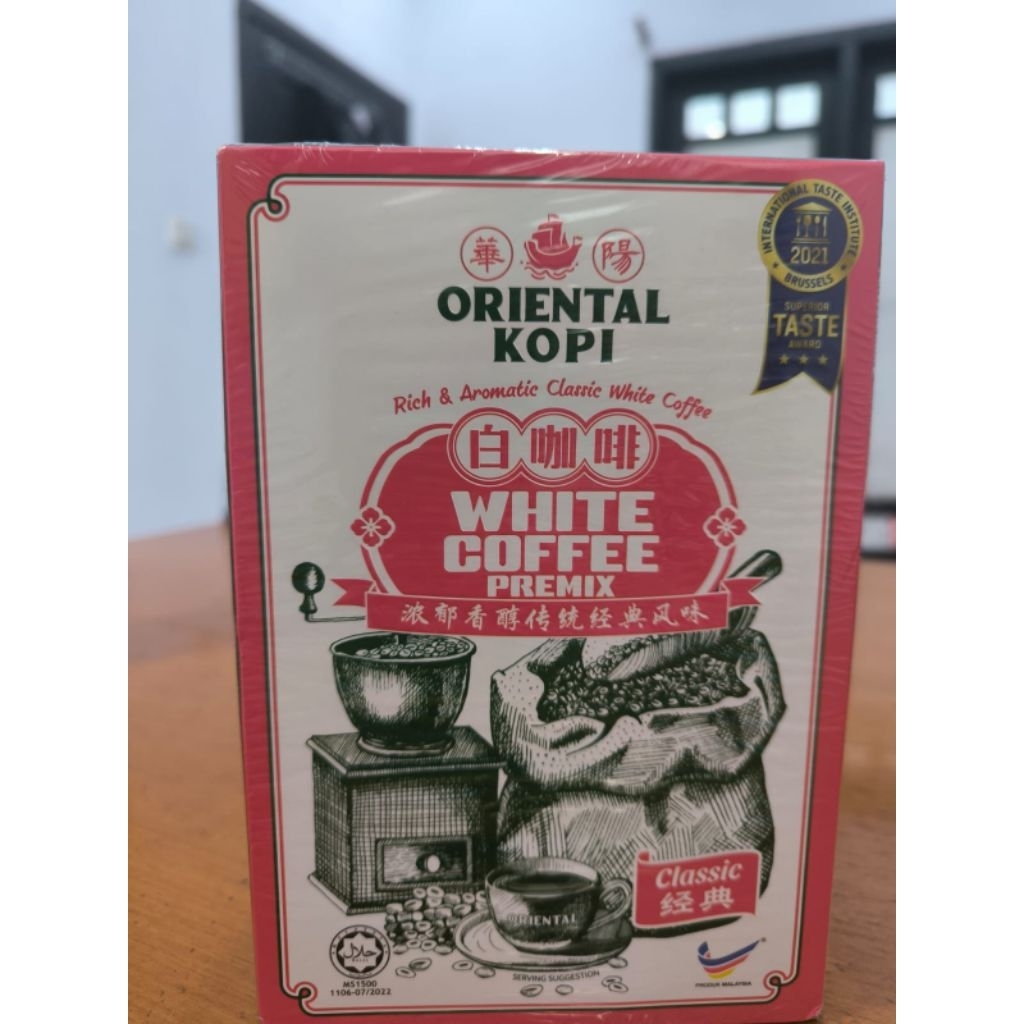 華 陽
ORIENTAL
KOPI
INTERNATIONAL TASTE INSTITUTE
2021
BRUSSELS
SUPERIOR
TASTE
AWARD
Rich & Aromatic Classic White Coffee
白咖啡
WHITE
COFFEE
PREMIX
浓郁香醇传统经典风味
Classic
经典
ORIENTAL
SERVING SUGGESTION
حلال
HALAL
MS1500
1106-07/2022
PRODUK MALAYSIA